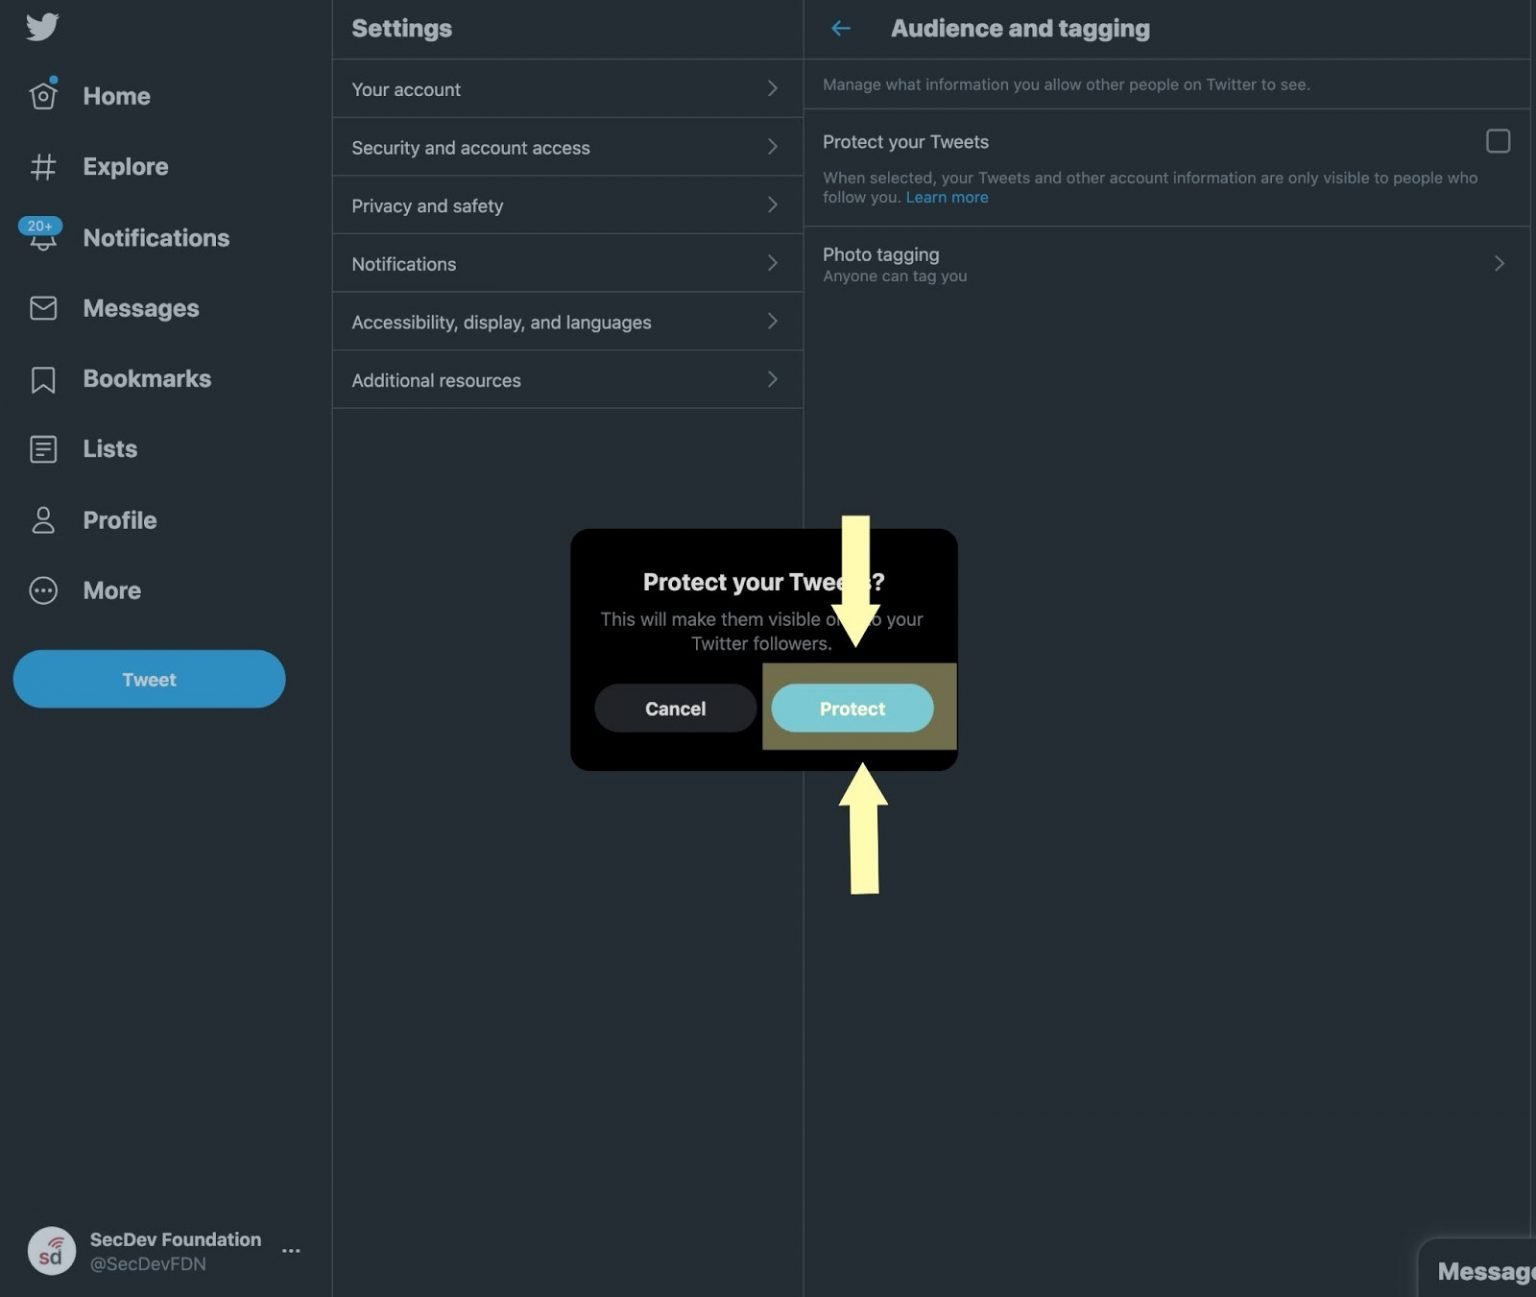 Home
Explore
20+
Notifications
Messages
Bookmarks
Lists
Profile
More
Tweet
SecDev Foundation
@SecDevFDN
sd
Settings
Your account
Security and account access
Privacy and safety
Notifications
Accessibility, display, and languages
Additional resources
Audience and tagging
Manage what information you allow other people on Twitter to see.
Protect your Tweets
When selected, your Tweets and other account information are only visible to people who
follow you. Learn more
Photo tagging
Anyone can tag you
Protect your Twee ?
This will make them visible o o your
Twitter followers.
Cancel
Protect
Message